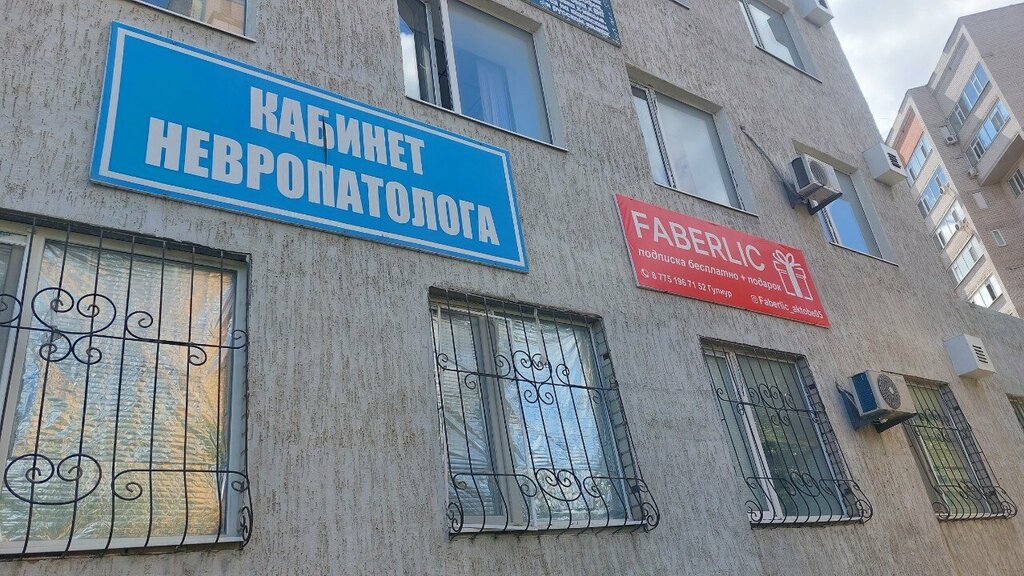 КАБИНЕТ
НЕВРОПАТОЛОГА
FABERLIC
подписка бесплатно + подарок
8 775 196 71 52 Гулнур
Faberlic_aktobe05